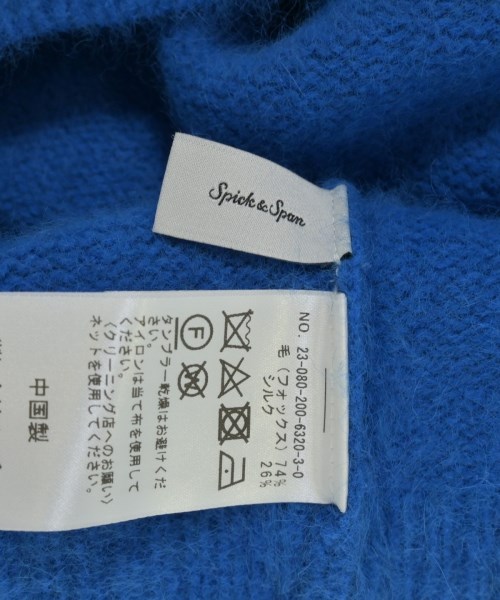 Spick & Span
NO. 23-080-200-6320-3-0
毛(フォックス) 74%
シルク 26%
F
タンブラー乾燥はお避けくだ
さい。
アイロンは当て布を使用して
ください。
〈クリーニング店へのお願い〉
ネットを使用してください。
中国製